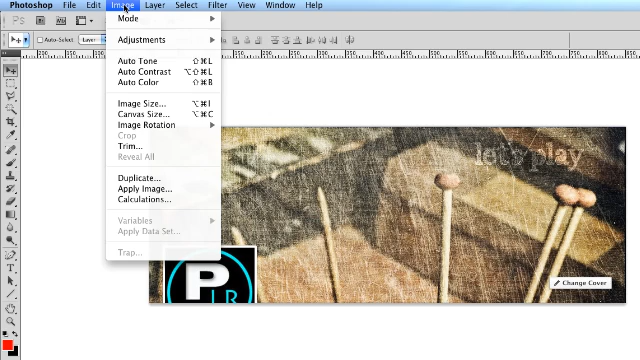 Photoshop File Edit Image Layer Select Filter View Window Help
Mode
Auto-Select: Layer
Adjustments
Auto Tone ⇧⌘L
Auto Contrast ⌥⇧⌘L
Auto Color ⇧⌘B
Image Size... ⌥⌘I
Canvas Size... ⌥⌘C
Image Rotation
Crop
Trim...
Reveal All
Duplicate...
Apply Image...
Calculations...
Variables
Apply Data Set...
Trap...
let's play
P
IR
Change Cover